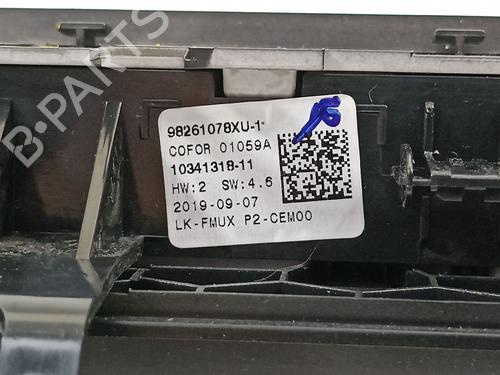 B-PARTS
98261078XU-1
COFOR 01059A
10341318-11
HW:2 SW:4.6
2019-09-07
LK-FMUX P2-CEM00